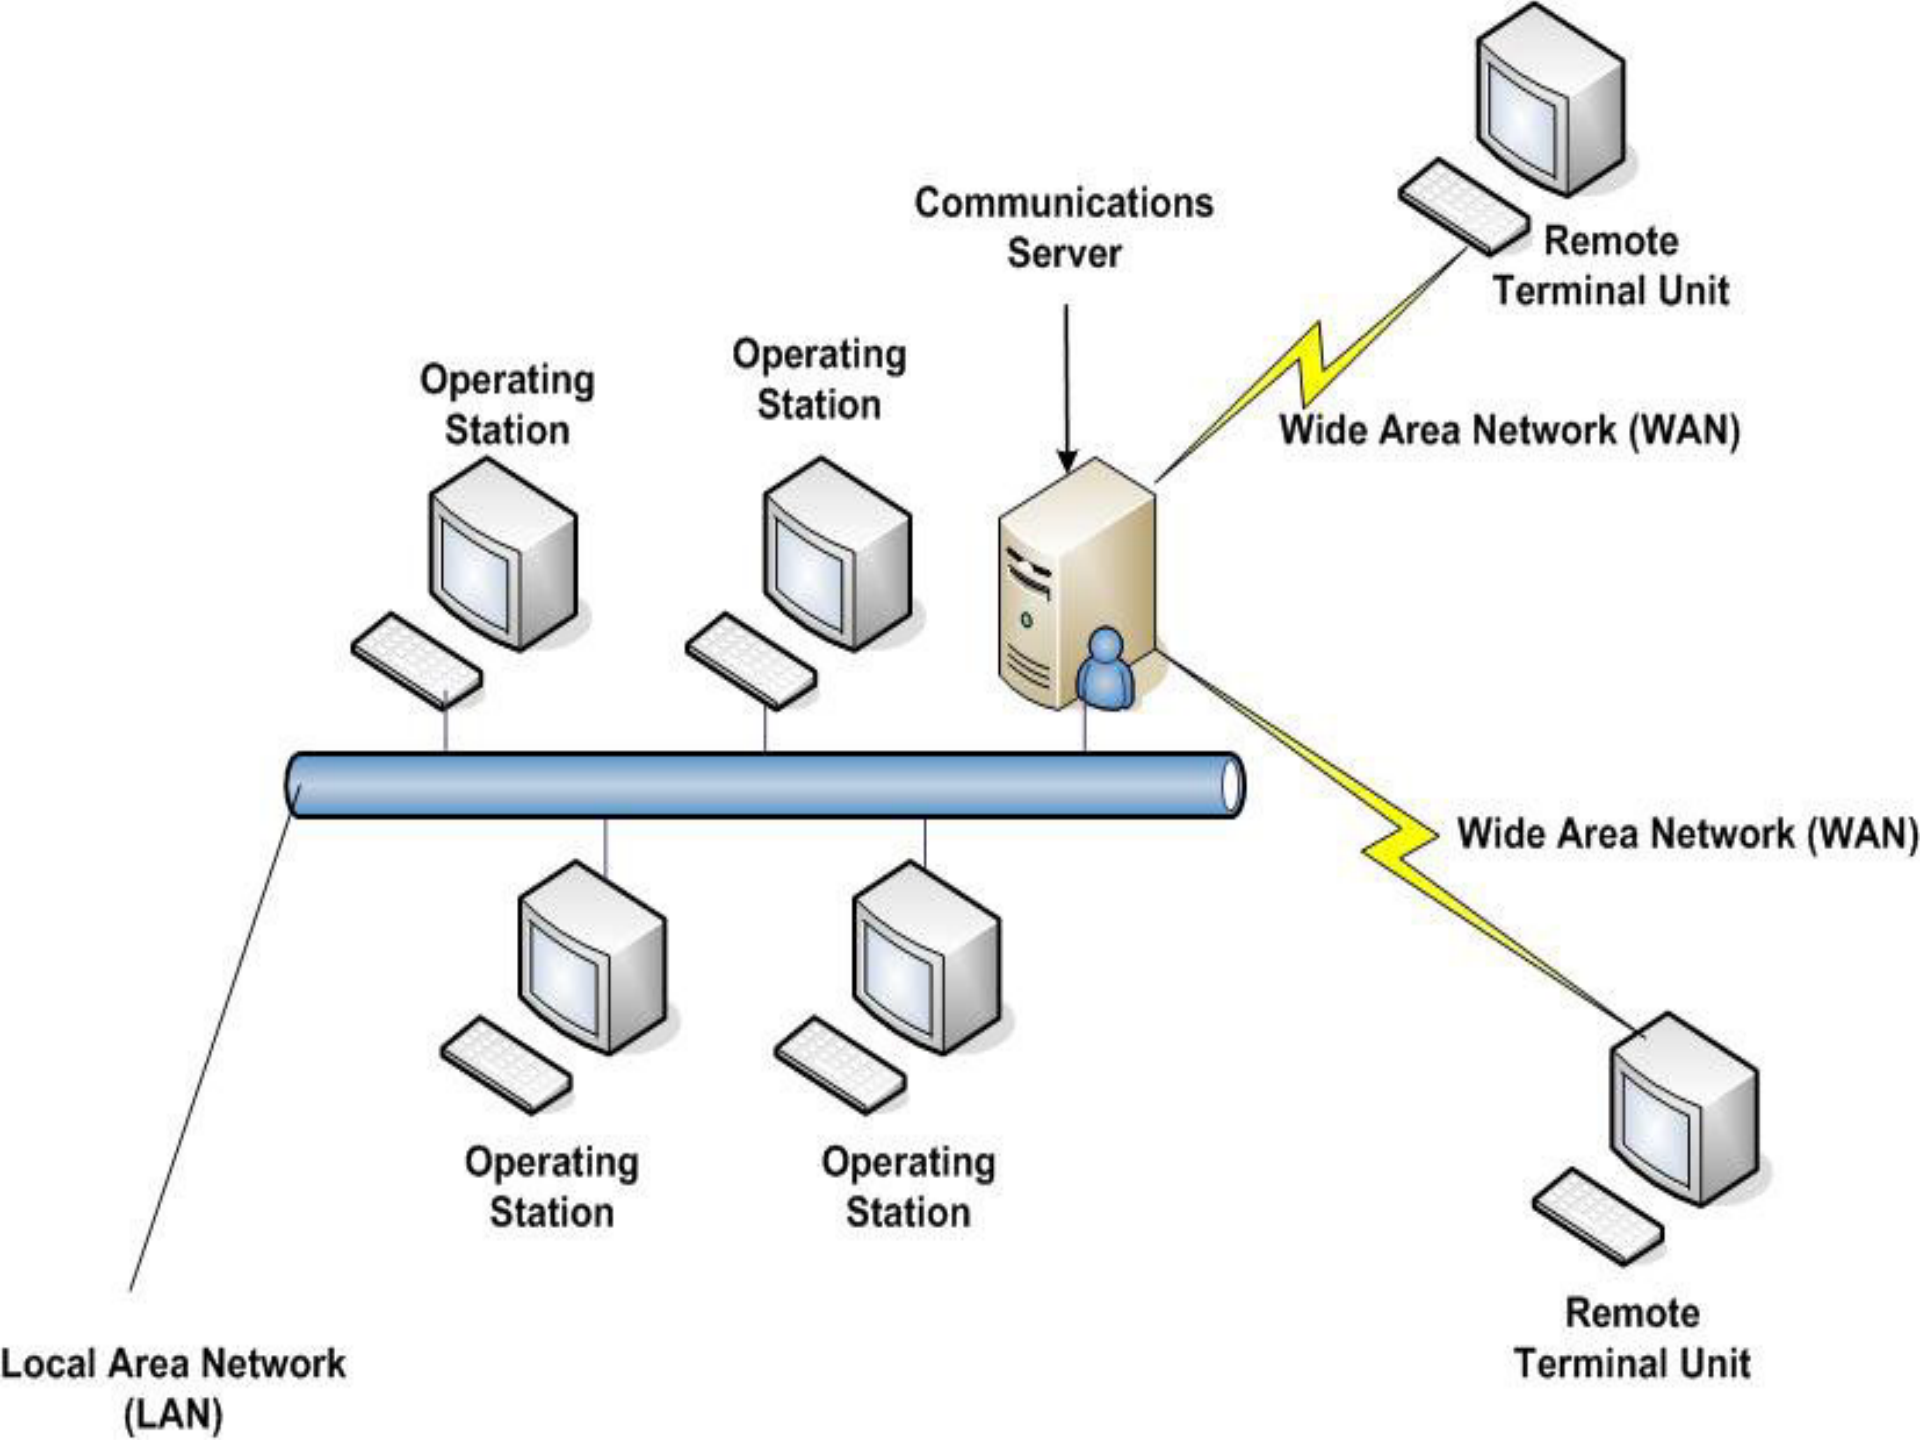 Communications
Server
Remote
Terminal Unit
Operating
Station
Operating
Station
Wide Area Network (WAN)
Wide Area Network (WAN)
Operating
Station
Operating
Station
Remote
Terminal Unit
Local Area Network
(LAN)